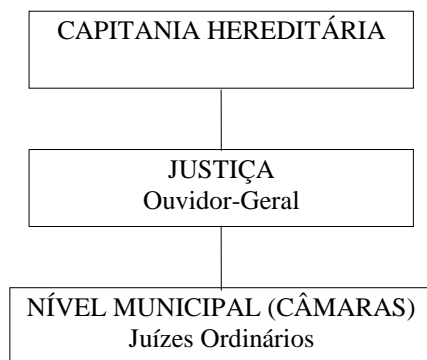 CAPITANIA HEREDITÁRIA
JUSTIÇA
Ouvidor-Geral
NÍVEL MUNICIPAL (CÂMARAS)
Juízes Ordinários